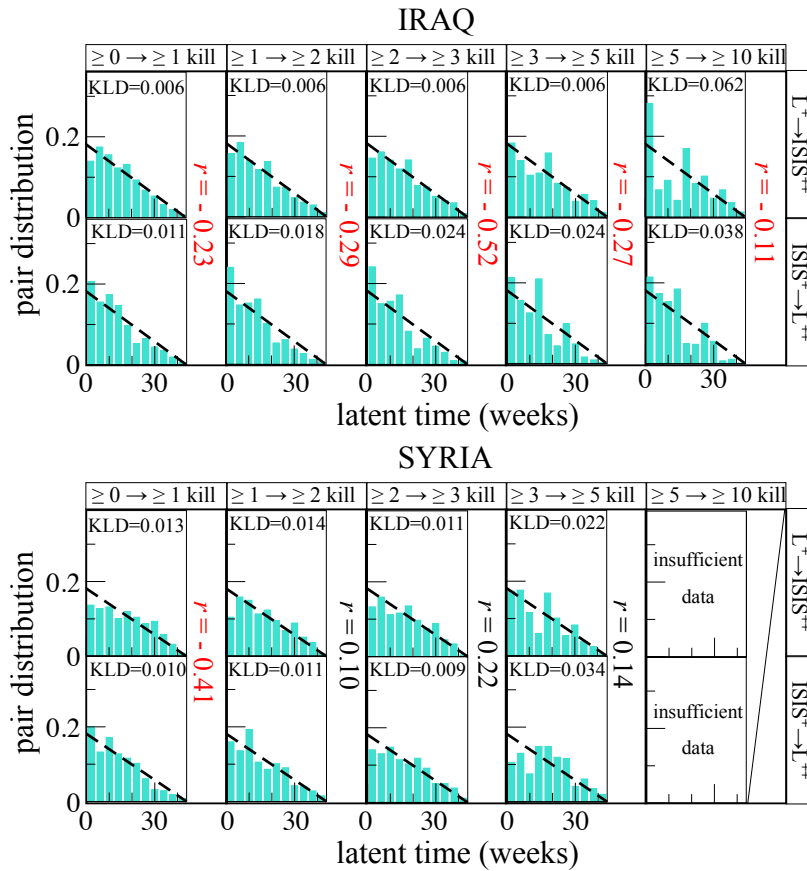 IRAQ
≥ 0 → ≥ 1 kill ≥ 1 → ≥ 2 kill ≥ 2 → ≥ 3 kill ≥ 3 → ≥ 5 kill ≥ 5 → ≥ 10 kill
KLD=0.006 KLD=0.006 KLD=0.006 KLD=0.006 KLD=0.062
L⁺→ISIS⁺⁺
0.2
0
r = - 0.23 r = - 0.29 r = - 0.52 r = - 0.27 r = - 0.11
pair distribution
KLD=0.011 KLD=0.018 KLD=0.024 KLD=0.024 KLD=0.038
ISIS⁺→L⁺⁺
0.2
0
0 30 0 30 0 30 0 30 0 30
latent time (weeks)
SYRIA
≥ 0 → ≥ 1 kill ≥ 1 → ≥ 2 kill ≥ 2 → ≥ 3 kill ≥ 3 → ≥ 5 kill ≥ 5 → ≥ 10 kill
KLD=0.013 KLD=0.014 KLD=0.011 KLD=0.022
insufficient
data
L⁺→ISIS⁺⁺
0.2
0
r = - 0.41 r = 0.10 r = 0.22 r = 0.14
pair distribution
KLD=0.010 KLD=0.011 KLD=0.009 KLD=0.034
insufficient
data
ISIS⁺→L⁺⁺
0.2
0
0 30 0 30 0 30 0 30
latent time (weeks)